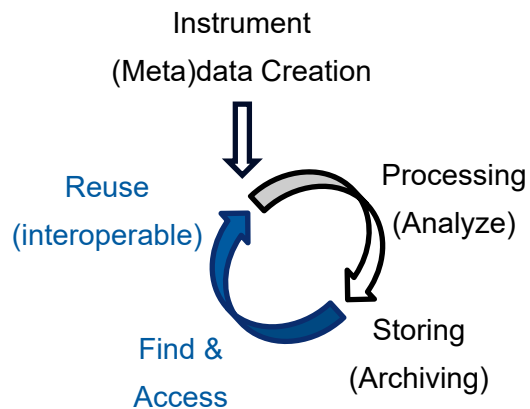 Instrument
(Meta)data Creation
Processing
(Analyze)
Storing
(Archiving)
Find &
Access
Reuse
(interoperable)